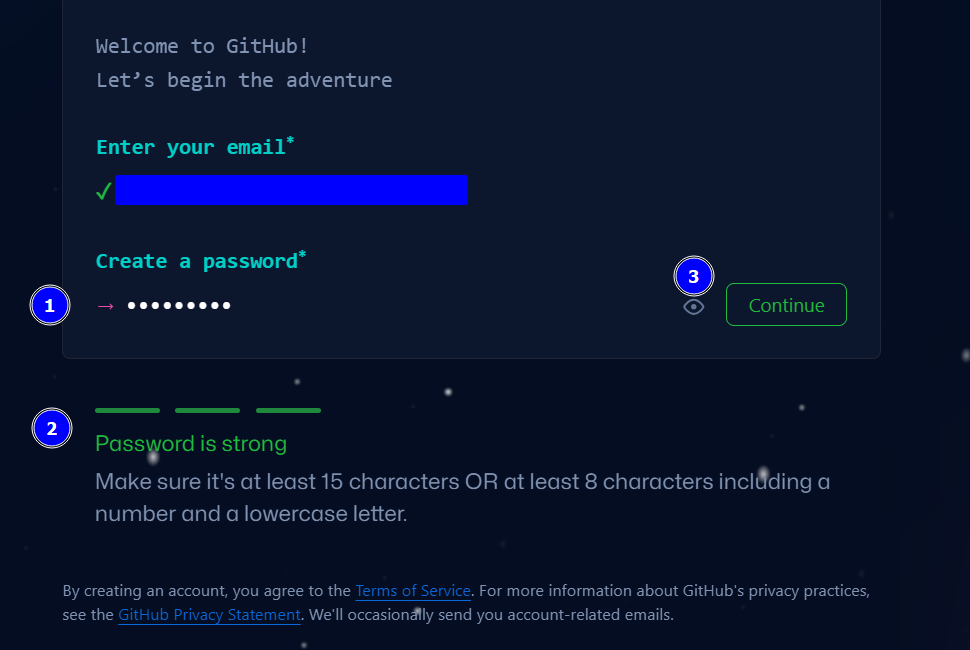 Welcome to GitHub!
Let’s begin the adventure
Enter your email*
✓
Create a password*
1
→ •••••••••
3
Continue
2
Password is strong
Make sure it's at least 15 characters OR at least 8 characters including a
number and a lowercase letter.
By creating an account, you agree to the Terms of Service. For more information about GitHub's privacy practices,
see the GitHub Privacy Statement. We'll occasionally send you account-related emails.